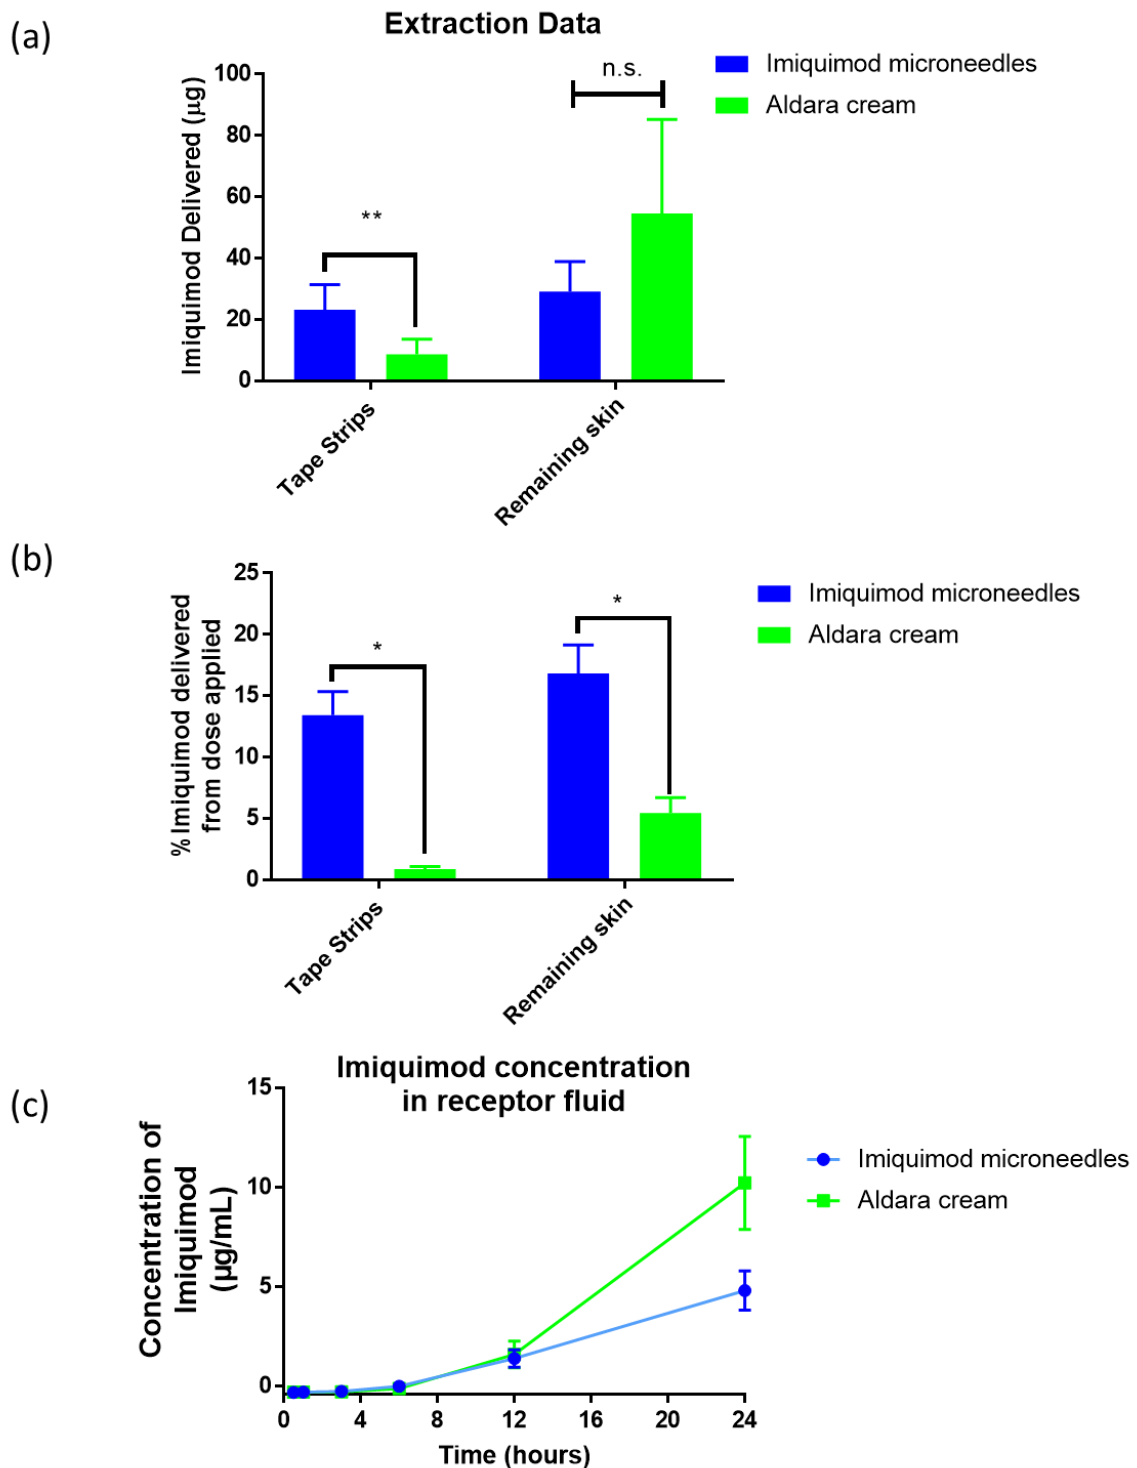 (a)
Extraction Data
Imiquimod Delivered (µg)
100
80
60
40
20
0
**
n.s.
Tape Strips
Remaining skin
Imiquimod microneedles
Aldara cream
(b)
% Imiquimod delivered
from dose applied
25
20
15
10
5
0
*
*
Tape Strips
Remaining skin
Imiquimod microneedles
Aldara cream
(c)
Imiquimod concentration
in receptor fluid
Concentration of
Imiquimod
(µg/mL)
15
10
5
0
0 4 8 12 16 20 24
Time (hours)
Imiquimod microneedles
Aldara cream